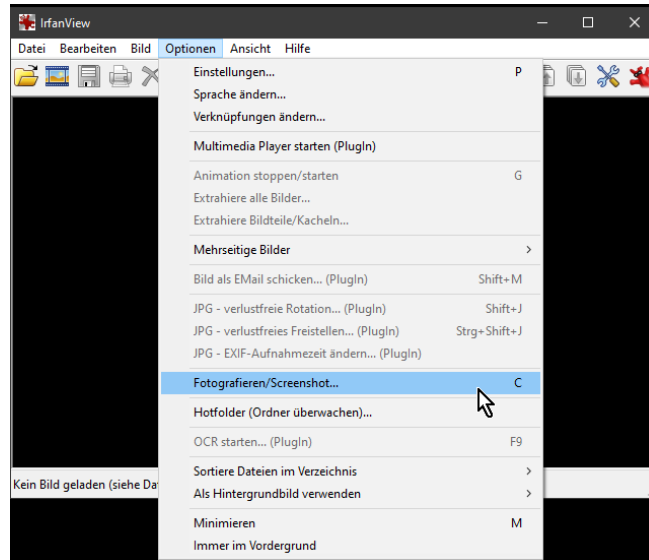 IrfanView
Datei Bearbeiten Bild Optionen Ansicht Hilfe
Einstellungen... P
Sprache ändern...
Verknüpfungen ändern...
Multimedia Player starten (PlugIn)
Animation stoppen/starten G
Extrahiere alle Bilder...
Extrahiere Bildteile/Kacheln...
Mehrseitige Bilder
Bild als EMail schicken... (PlugIn) Shift+M
JPG - verlustfreie Rotation... (PlugIn) Shift+J
JPG - verlustfreies Freistellen... (PlugIn) Strg+Shift+J
JPG - EXIF-Aufnahmezeit ändern... (PlugIn)
Fotografieren/Screenshot... C
Hotfolder (Ordner überwachen)...
OCR starten... (PlugIn) F9
Sortiere Dateien im Verzeichnis
Kein Bild geladen (siehe Da
Als Hintergrundbild verwenden
Minimieren M
Immer im Vordergrund